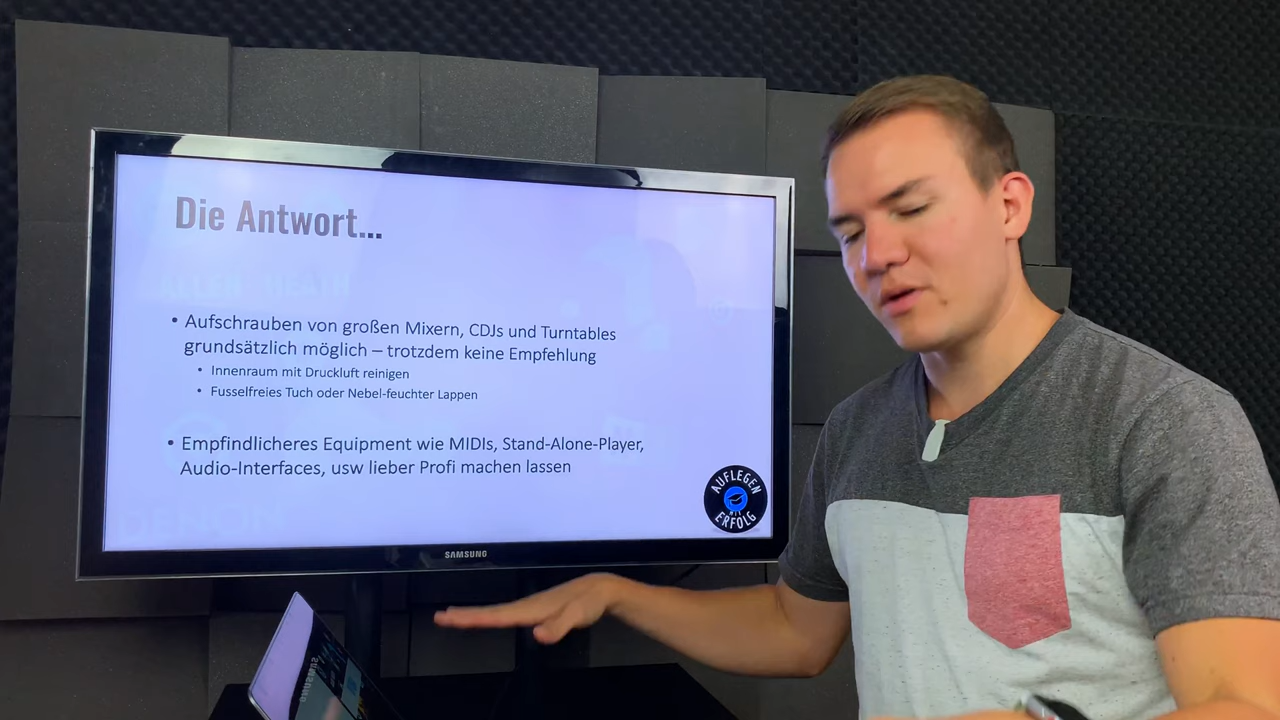 Die Antwort...
• Aufschrauben von großen Mixern, CDJs und Turntables
grundsätzlich möglich – trotzdem keine Empfehlung
• Innenraum mit Druckluft reinigen
• Fusselfreies Tuch oder Nebel-feuchter Lappen
• Empfindlicheres Equipment wie MIDIs, Stand-Alone-Player,
Audio-Interfaces, usw lieber Profi machen lassen
AUFLEGEN
MIT
ERFOLG
SAMSUNG
SAMSUNG